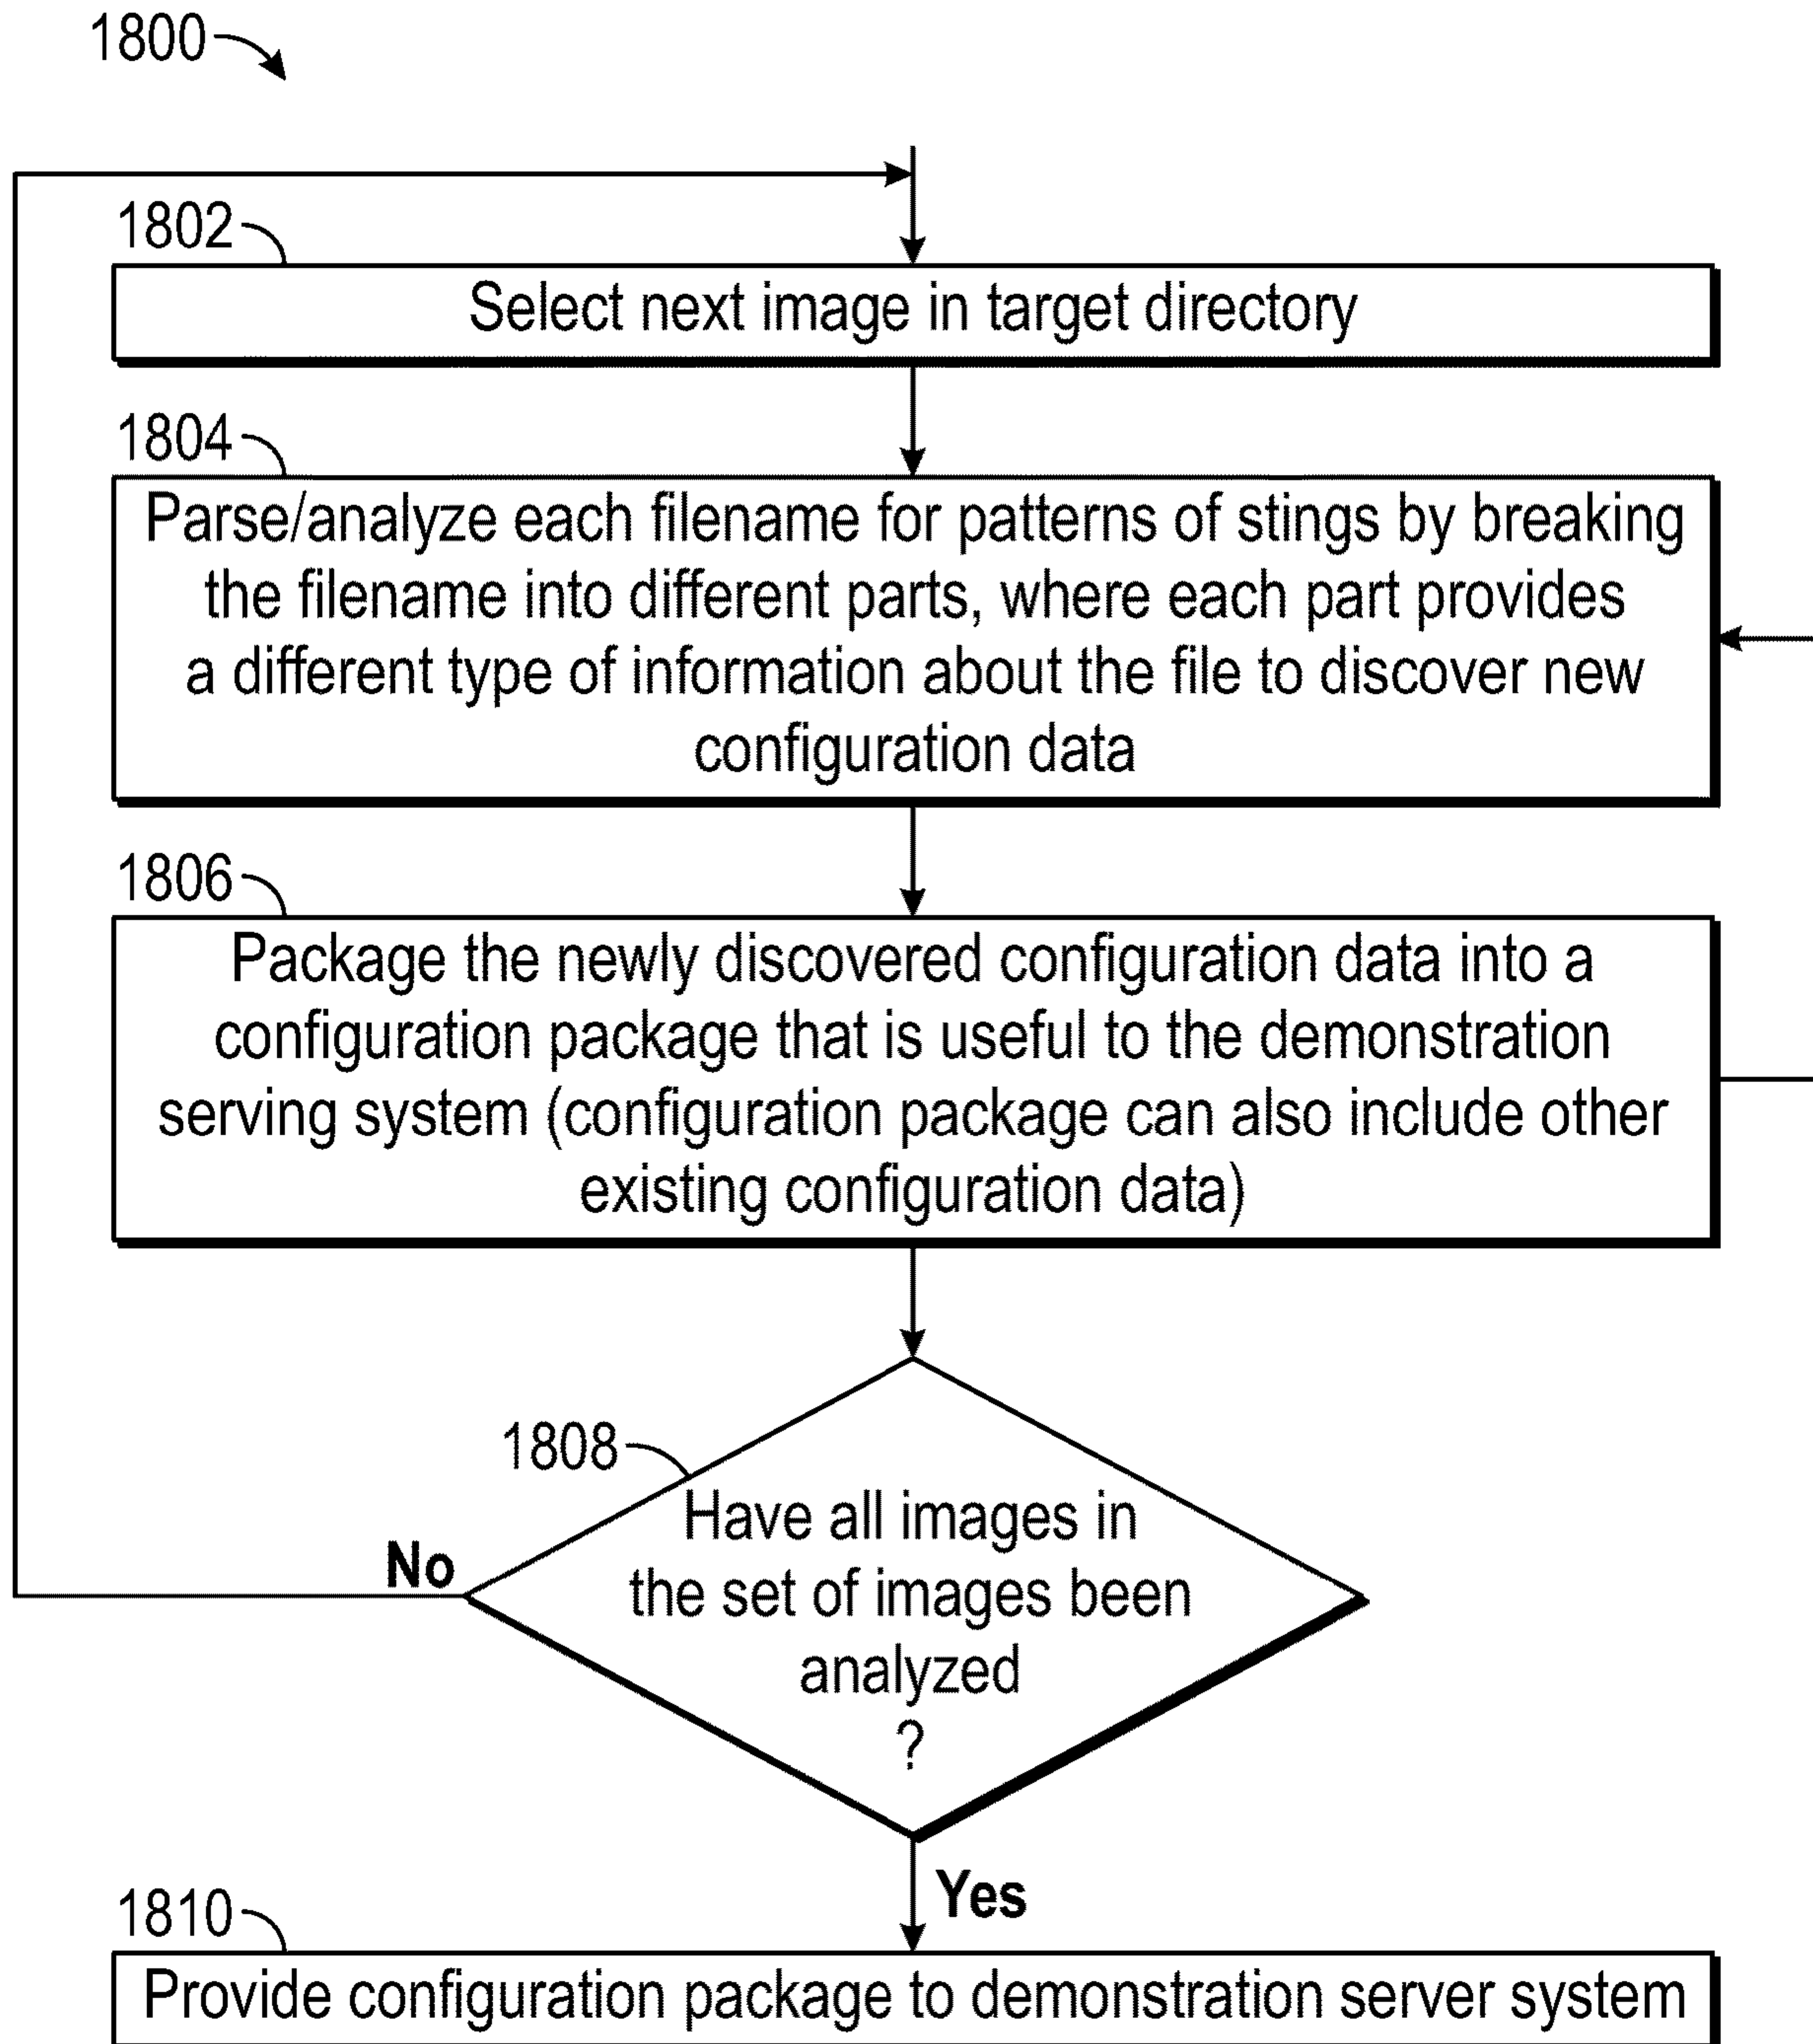 1800
1802
Select next image in target directory
1804
Parse/analyze each filename for patterns of stings by breaking
the filename into different parts, where each part provides
a different type of information about the file to discover new
configuration data
1806
Package the newly discovered configuration data into a
configuration package that is useful to the demonstration
serving system (configuration package can also include other
existing configuration data)
1808
Have all images in
the set of images been
analyzed
?
No
Yes
1810
Provide configuration package to demonstration server system